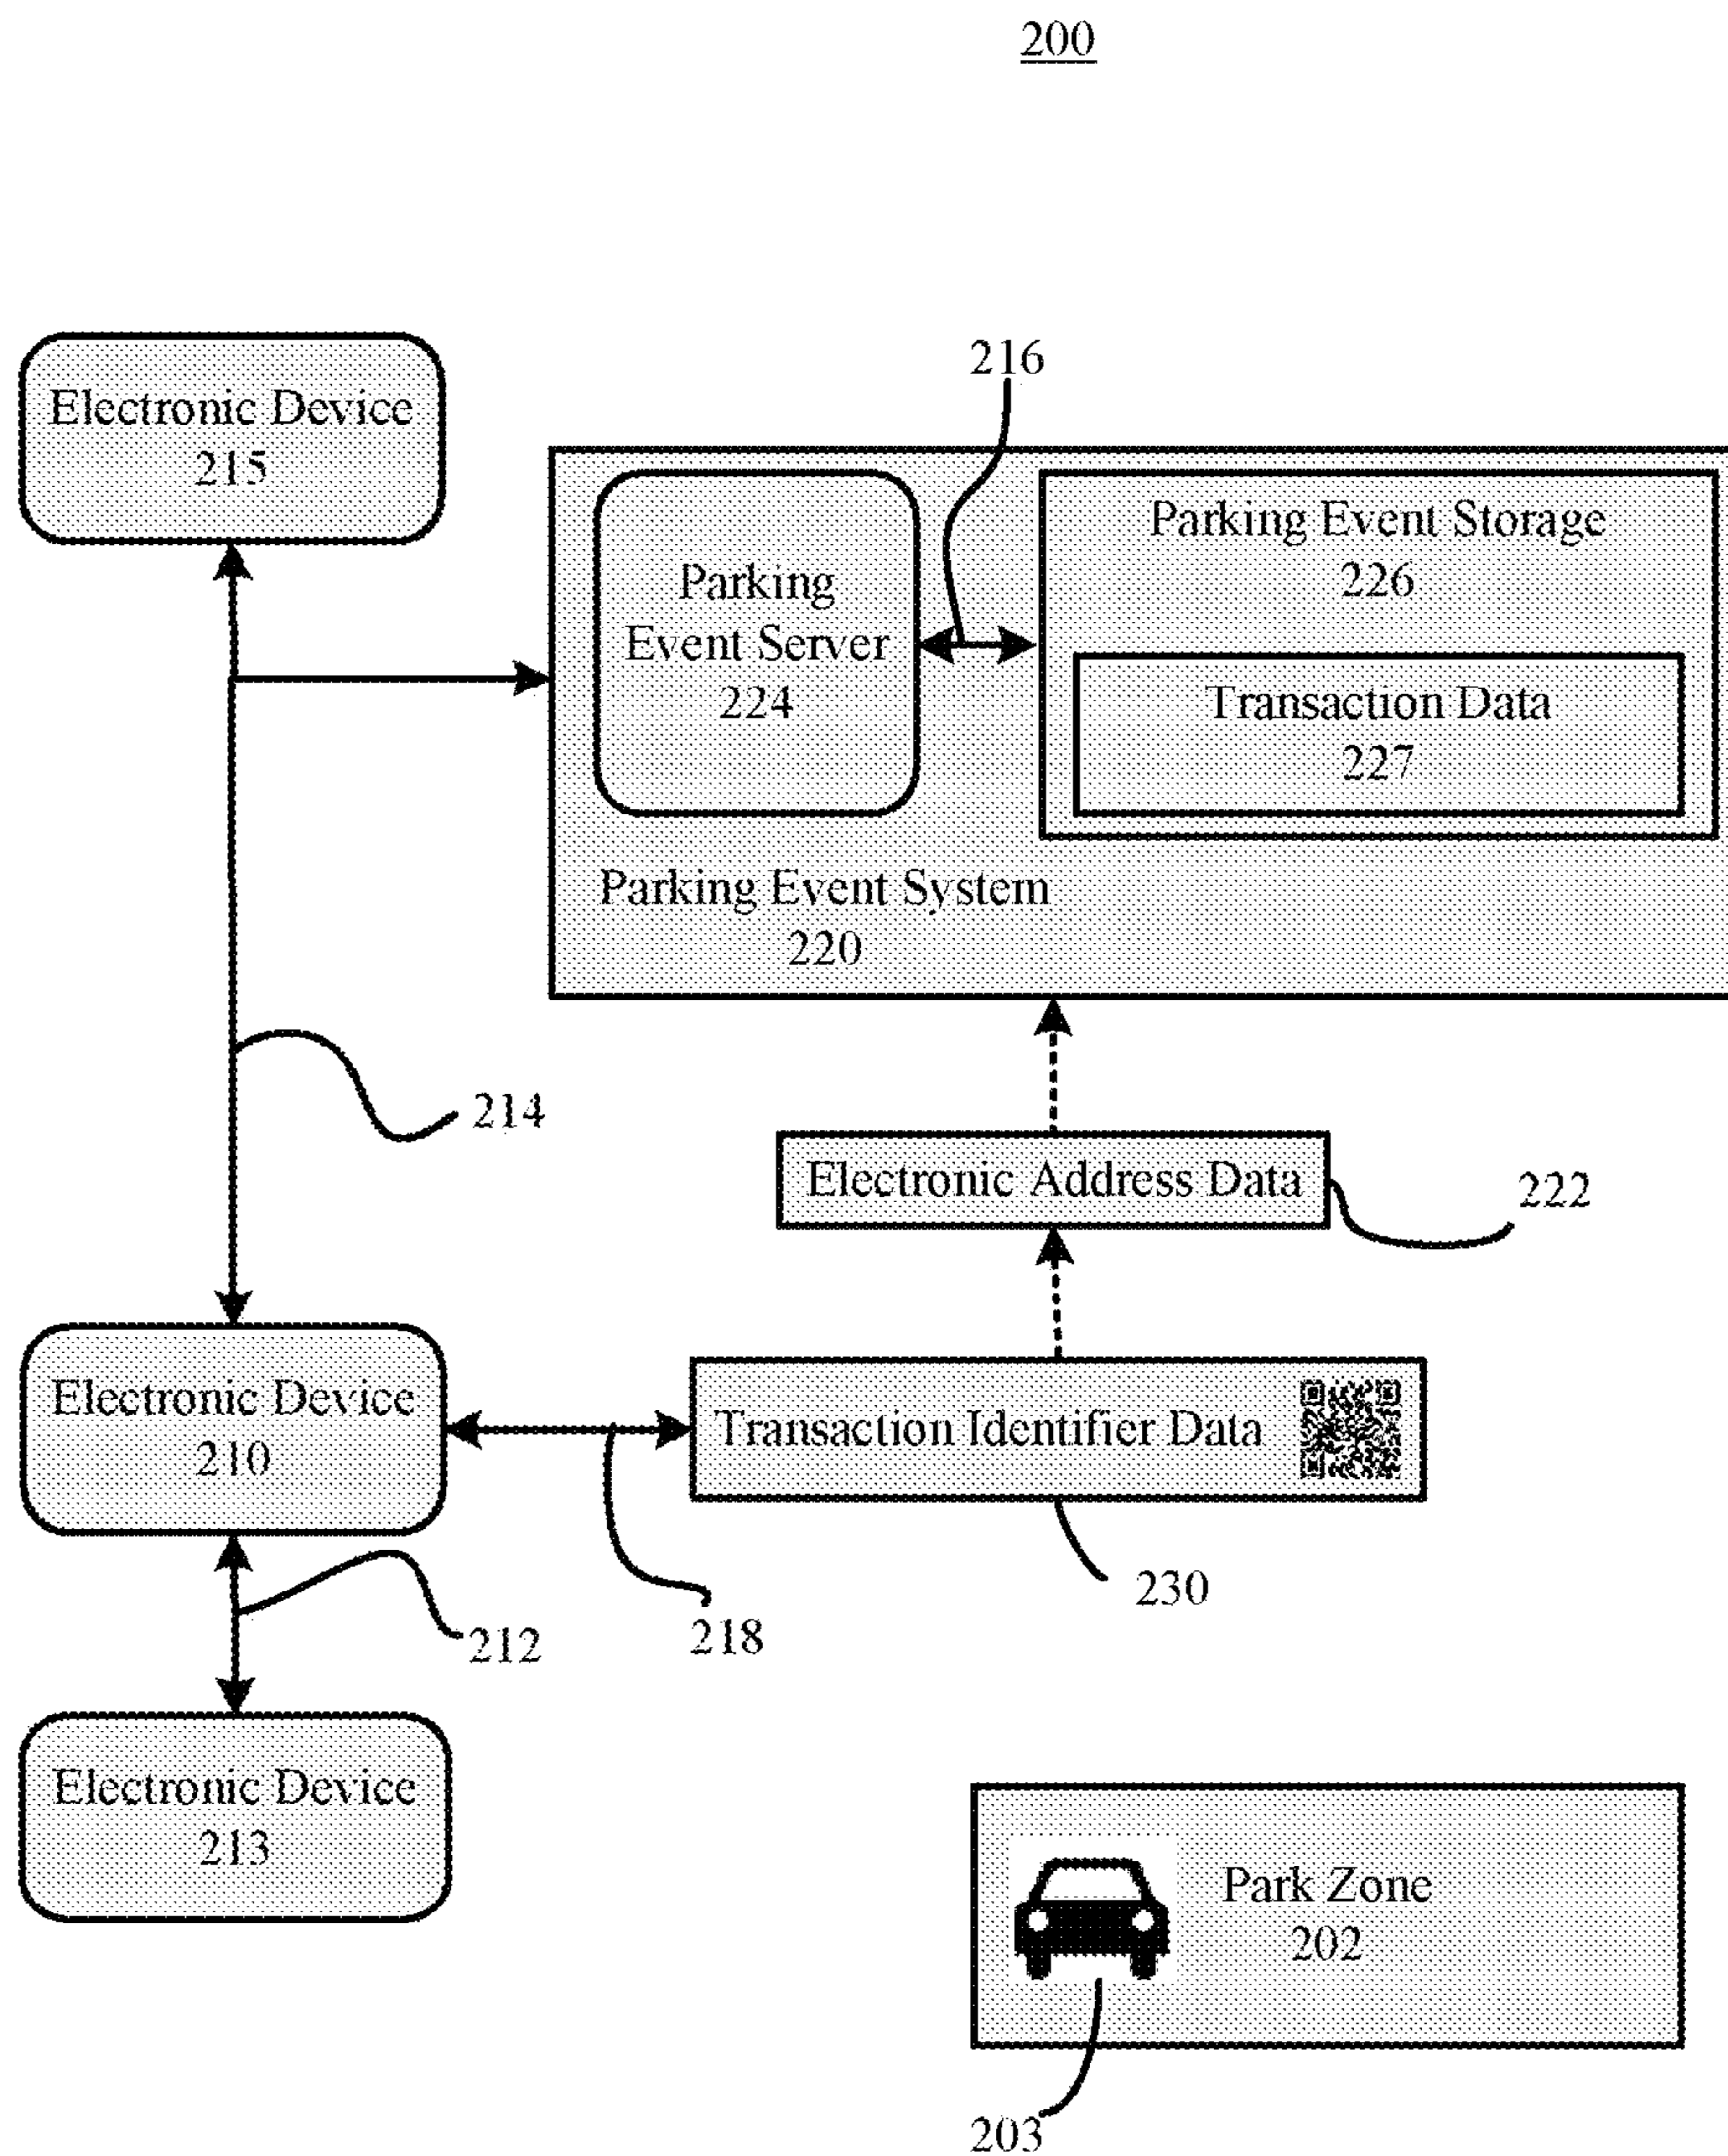 200
Electronic Device
215
216
Parking
Event Server
224
Parking Event Storage
226
Transaction Data
227
Parking Event System
220
214
Electronic Address Data
222
Electronic Device
210
Transaction Identifier Data
230
218
212
Electronic Device
213
Park Zone
202
203